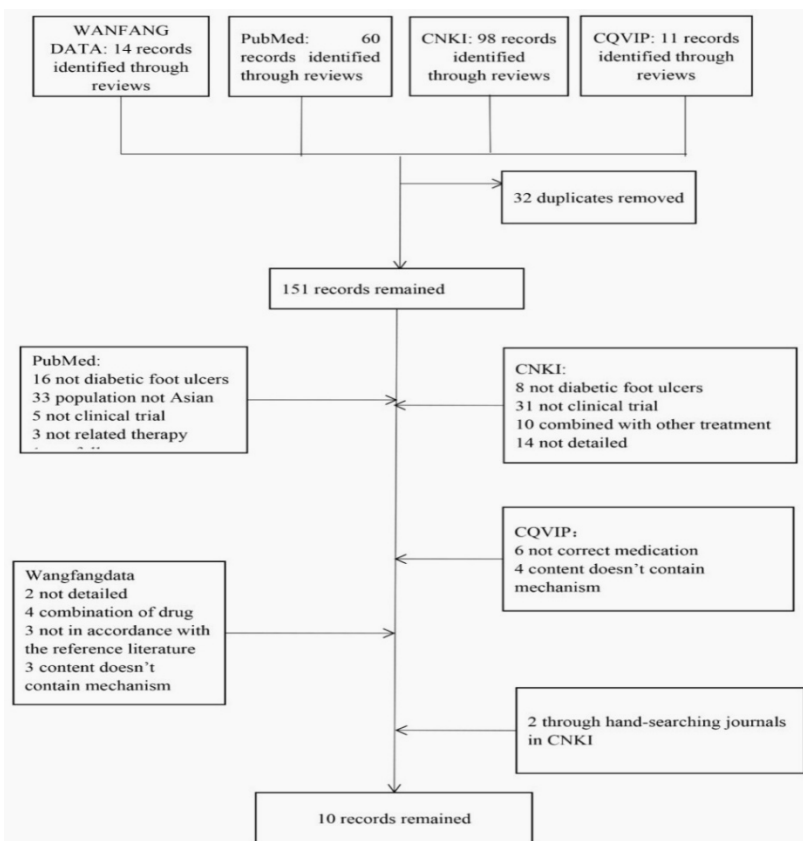 WANFANG
DATA: 14 records
identified through
reviews
PubMed: 60
records identified
through reviews
CNKI: 98 records
identified
through reviews
CQVIP: 11 records
identified through
reviews
32 duplicates removed
151 records remained
PubMed:
16 not diabetic foot ulcers
33 population not Asian
5 not clinical trial
3 not related therapy
CNKI:
8 not diabetic foot ulcers
31 not clinical trial
10 combined with other treatment
14 not detailed
CQVIP:
6 not correct medication
4 content doesn't contain
mechanism
Wangfangdata
2 not detailed
4 combination of drug
3 not in accordance with
the reference literature
3 content doesn't
contain mechanism
2 through hand-searching journals
in CNKI
10 records remained